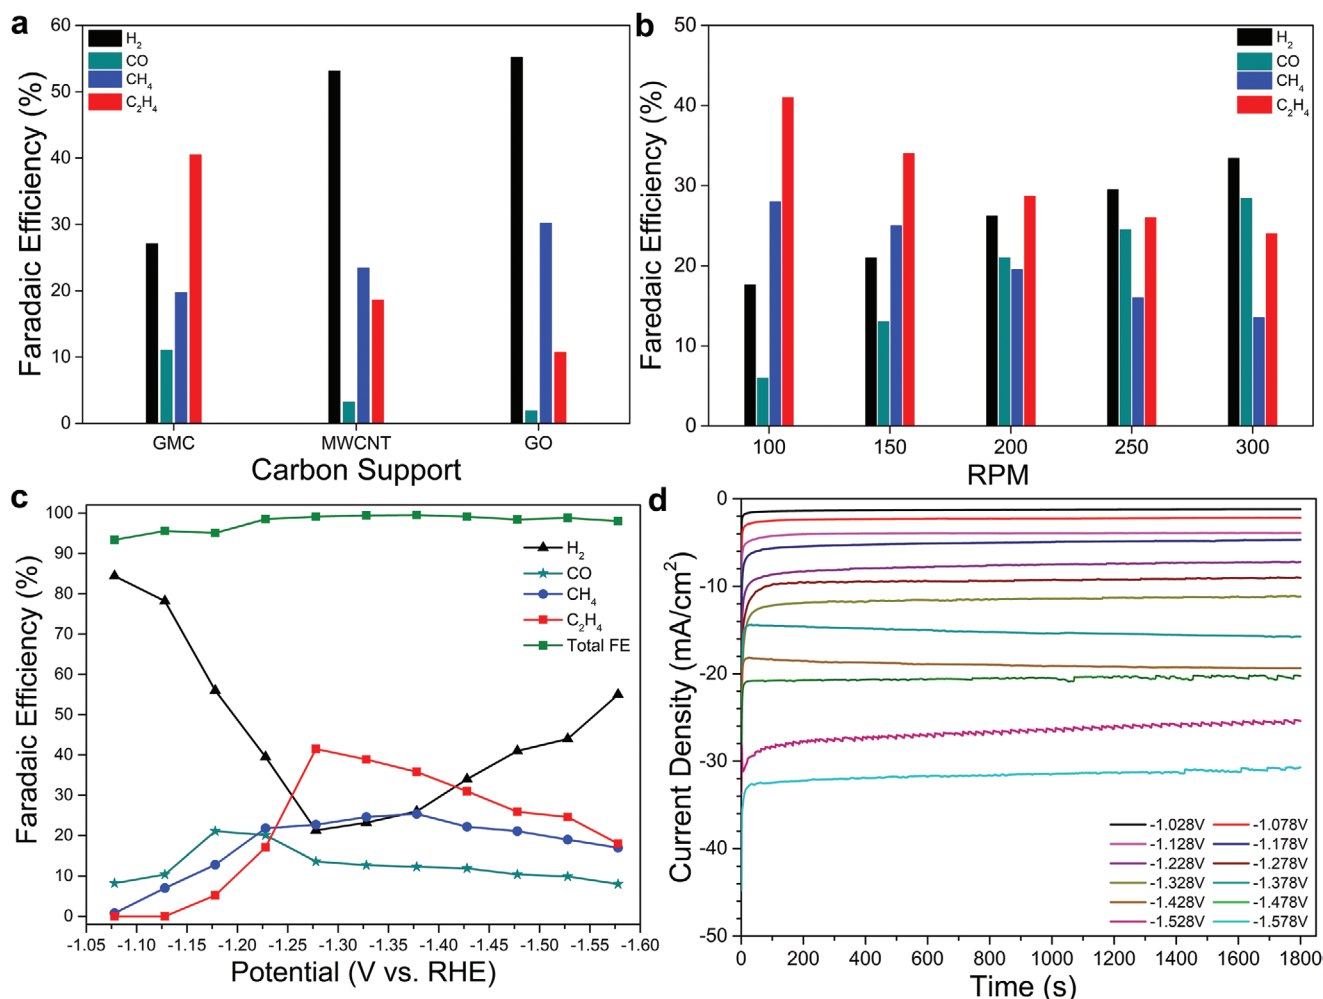 a
60
50
40
30
20
10
0
Faradaic Efficiency (%)
H2
CO
CH4
C2H4
GMC MWCNT GO
Carbon Support
b
50
40
30
20
10
0
Faredaic Efficiency (%)
H2
CO
CH4
C2H4
100 150 200 250 300
RPM
c
100
90
80
70
60
50
40
30
20
10
0
Faradaic Efficiency (%)
H2
CO
CH4
C2H4
Total FE
-1.05 -1.10 -1.15 -1.20 -1.25 -1.30 -1.35 -1.40 -1.45 -1.50 -1.55 -1.60
Potential (V vs. RHE)
d
0
-10
-20
-30
-40
-50
Current Density (mA/cm2)
-1.028V -1.078V
-1.128V -1.178V
-1.228V -1.278V
-1.328V -1.378V
-1.428V -1.478V
-1.528V -1.578V
0 200 400 600 800 1000 1200 1400 1600 1800
Time (s)